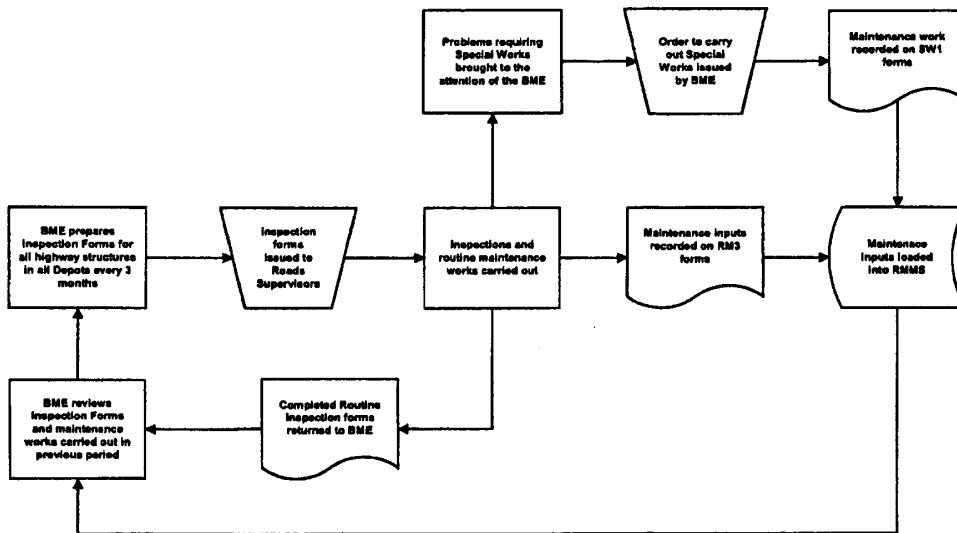 Problems requiring
Special Works
brought to the
attention of the BME
Order to carry
out Special
Works issued
by BME
Maintenance work
recorded on SW1
forms
BME prepares
Inspection Forms for
all highway structures
in all Depots every 3
months
Inspection
forms
issued to
Roads
Supervisors
Inspections and
routine maintenance
works carried out
Maintenance inputs
recorded on RM3
forms
Maintenace
inputs loaded
into RMMS
BME reviews
Inspection Forms
and maintenance
works carried out in
previous period
Completed Routine
Inspection forms
returned to BME